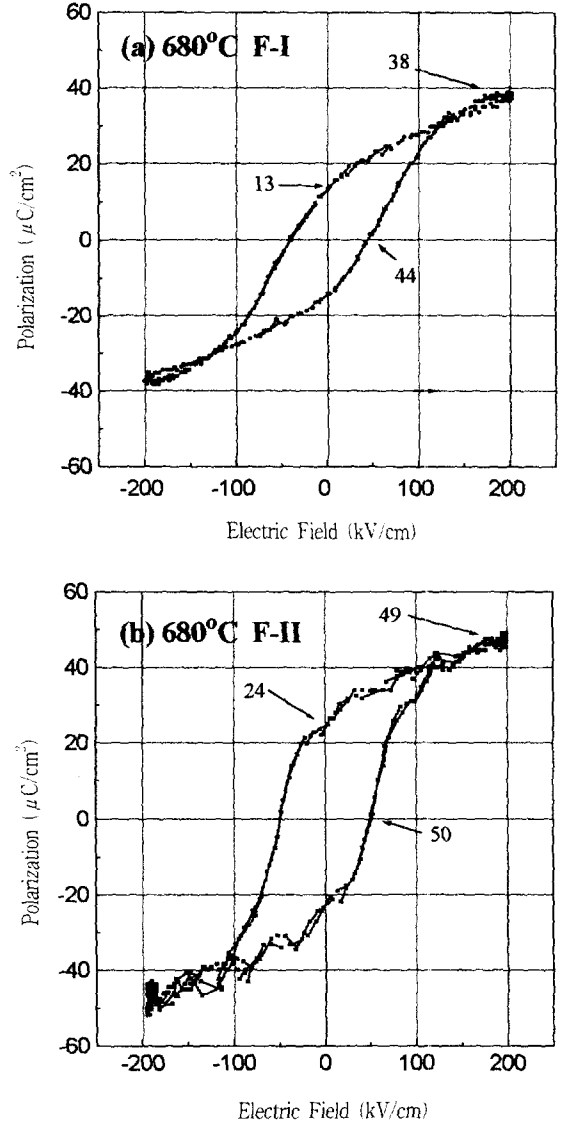 60
(a) 680°C F-I
38
40
20
13
0
44
-20
-40
-60
-200 -100 0 100 200
Polarization (μC/cm²)
Electric Field (kV/cm)
60
(b) 680°C F-II
49
40
24
20
0
50
-20
-40
-60
-200 -100 0 100 200
Polarization (μC/cm²)
Electric Field (kV/cm)